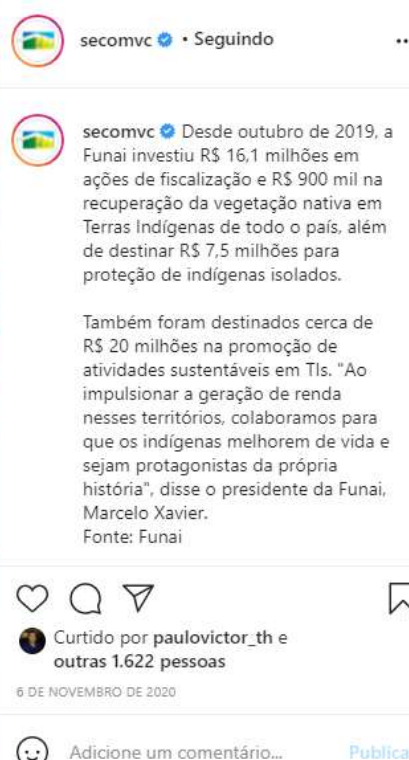 secomvc • Seguindo
secomvc Desde outubro de 2019, a
Funai investiu R$ 16,1 milhões em
ações de fiscalização e R$ 900 mil na
recuperação da vegetação nativa em
Terras Indígenas de todo o país, além
de destinar R$ 7,5 milhões para
proteção de indígenas isolados.
Também foram destinados cerca de
R$ 20 milhões na promoção de
atividades sustentáveis em TIs. "Ao
impulsionar a geração de renda
nesses territórios, colaboramos para
que os indígenas melhorem de vida e
sejam protagonistas da própria
história", disse o presidente da Funai,
Marcelo Xavier.
Fonte: Funai
Curtido por paulovictor_th e
outras 1.622 pessoas
6 DE NOVEMBRO DE 2020
Adicione um comentário... Publica